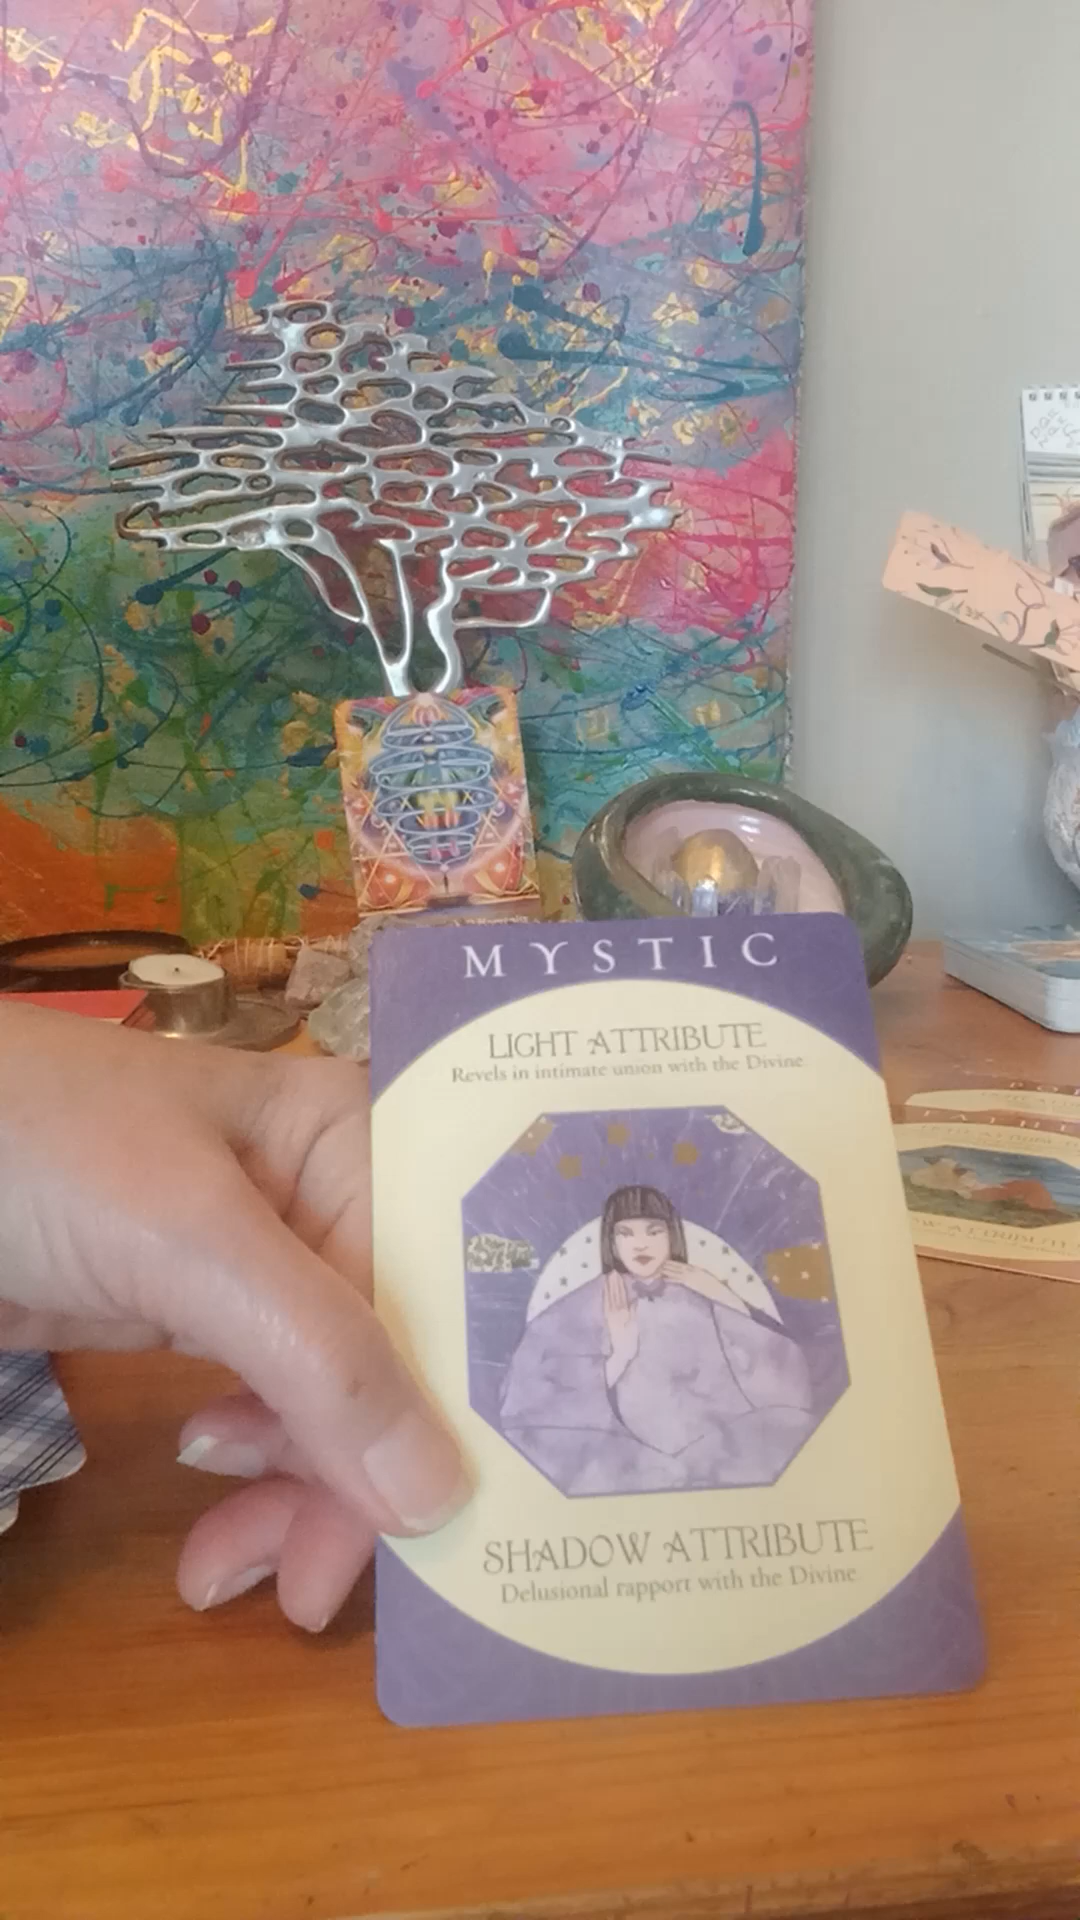 MYSTIC
LIGHT ATTRIBUTE
Revels in intimate union with the Divine
SHADOW ATTRIBUTE
Delusional rapport with the Divine